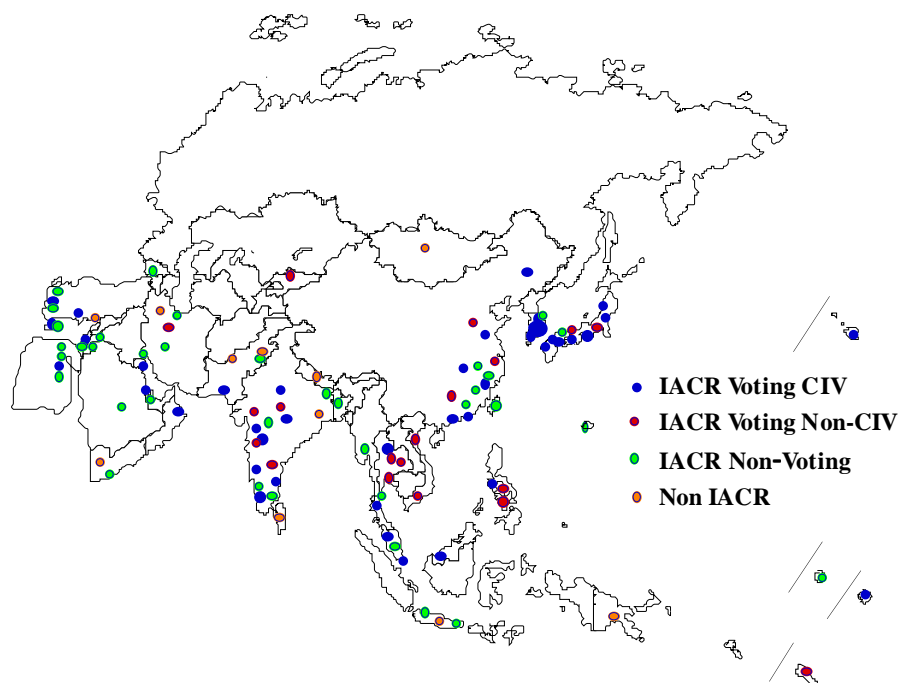 IACR Voting CIV
IACR Voting Non-CIV
IACR Non-Voting
Non IACR